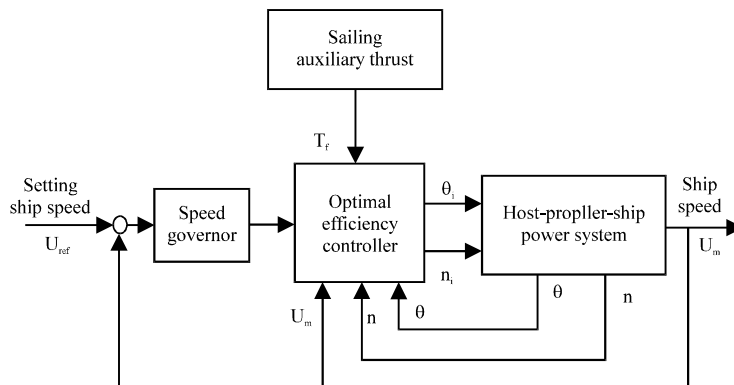 Sailing
auxiliary thrust
T_f
Setting
ship speed
U_ref
Speed
governor
Optimal
efficiency
controller
θ_i
n_i
Host-propller-ship
power system
Ship
speed
U_m
U_m
n
θ
θ
n